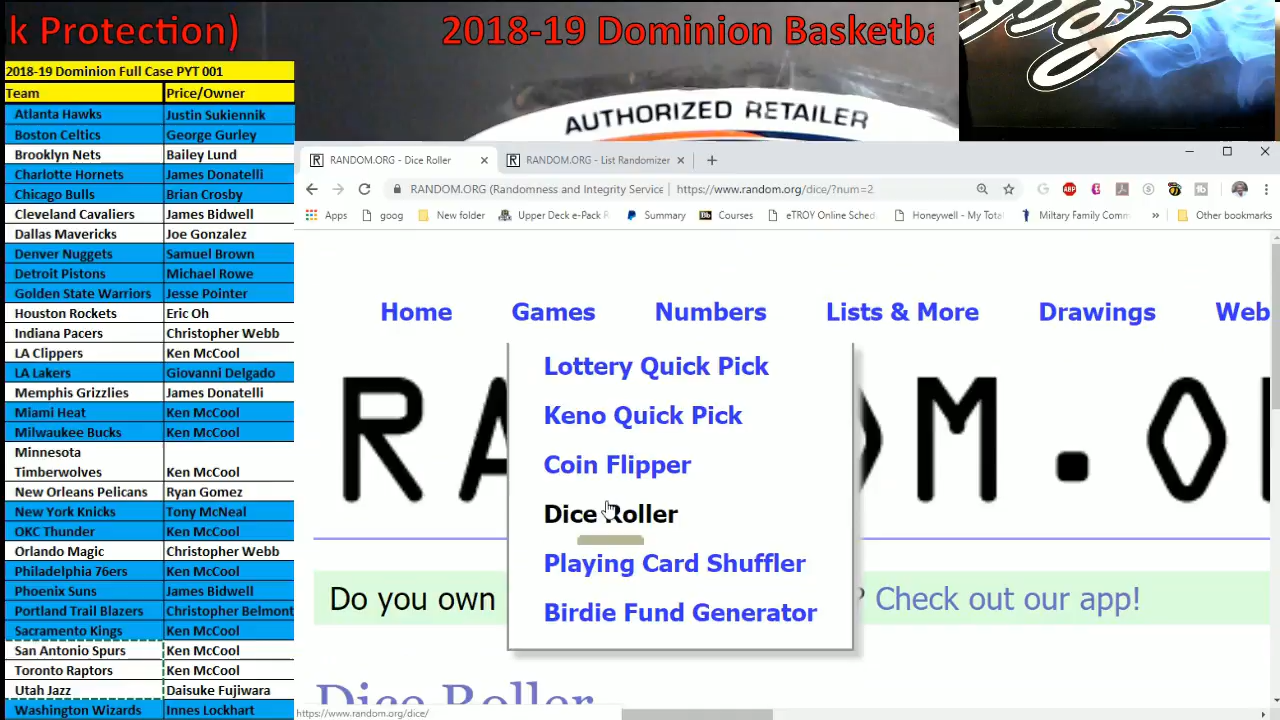 k Protection)
2018-19 Dominion Basketba
AUTHORIZED RETAILER
2018-19 Dominion Full Case PYT 001
Team Price/Owner
Atlanta Hawks Justin Sukiennik
Boston Celtics George Gurley
Brooklyn Nets Bailey Lund
Charlotte Hornets James Donatelli
Chicago Bulls Brian Crosby
Cleveland Cavaliers James Bidwell
Dallas Mavericks Joe Gonzalez
Denver Nuggets Samuel Brown
Detroit Pistons Michael Rowe
Golden State Warriors Jesse Pointer
Houston Rockets Eric Oh
Indiana Pacers Christopher Webb
LA Clippers Ken McCool
LA Lakers Giovanni Delgado
Memphis Grizzlies James Donatelli
Miami Heat Ken McCool
Milwaukee Bucks Ken McCool
Minnesota
Timberwolves Ken McCool
New Orleans Pelicans Ryan Gomez
New York Knicks Tony McNeal
OKC Thunder Ken McCool
Orlando Magic Christopher Webb
Philadelphia 76ers Ken McCool
Phoenix Suns James Bidwell
Portland Trail Blazers Christopher Belmont
Sacramento Kings Ken McCool
San Antonio Spurs Ken McCool
Toronto Raptors Ken McCool
Utah Jazz Daisuke Fujiwara
Washington Wizards Innes Lockhart
RANDOM.ORG - Dice Roller
RANDOM.ORG - List Randomizer
RANDOM.ORG (Randomness and Integrity Service https://www.random.org/dice/?num=2
ABP
Apps goog New folder Upper Deck e-Pack R Summary Bb Courses eTROY Online Sched Honeywell - My Total Miltary Family Comm » Other bookmarks
Home Games Numbers Lists & More Drawings Web
Lottery Quick Pick
Keno Quick Pick
Coin Flipper
Dice Roller
Playing Card Shuffler
Birdie Fund Generator
RA DOM.O
Do you own ? Check out our app!
Dice Roller
https://www.random.org/dice/